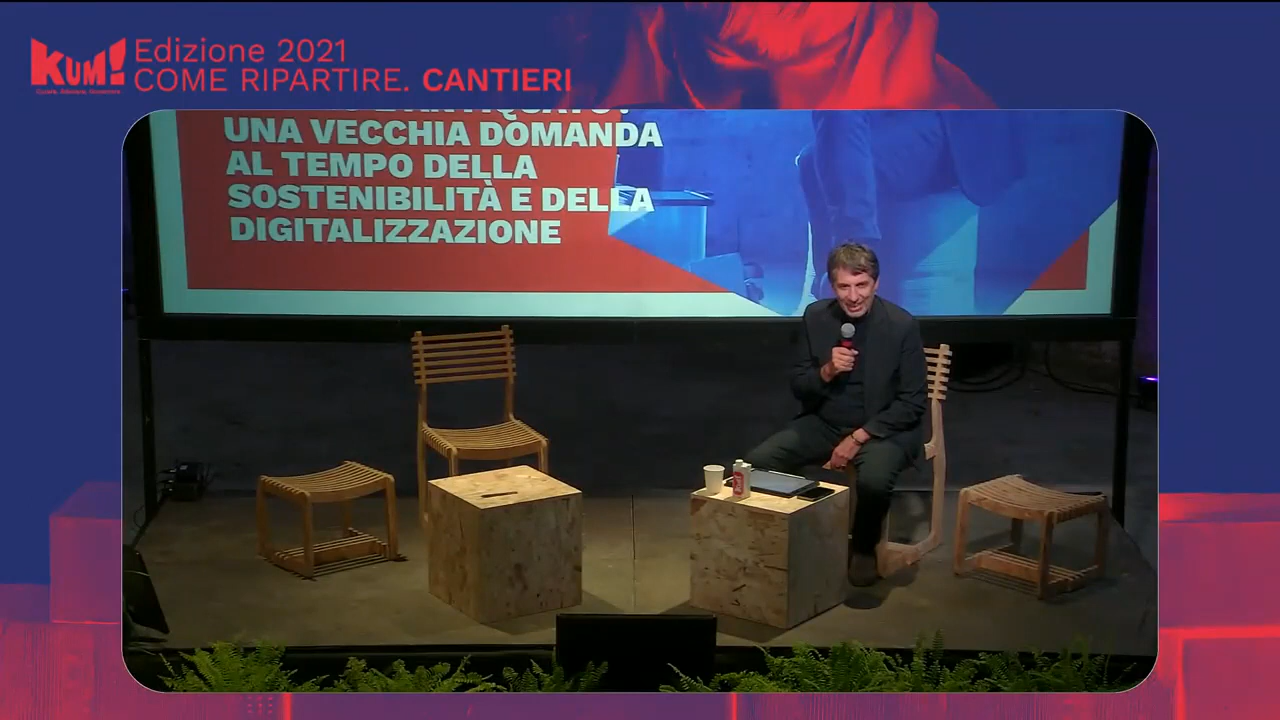 KUM!
Edizione 2021
COME RIPARTIRE. CANTIERI
UNA VECCHIA DOMANDA
AL TEMPO DELLA
SOSTENIBILITÀ E DELLA
DIGITALIZZAZIONE